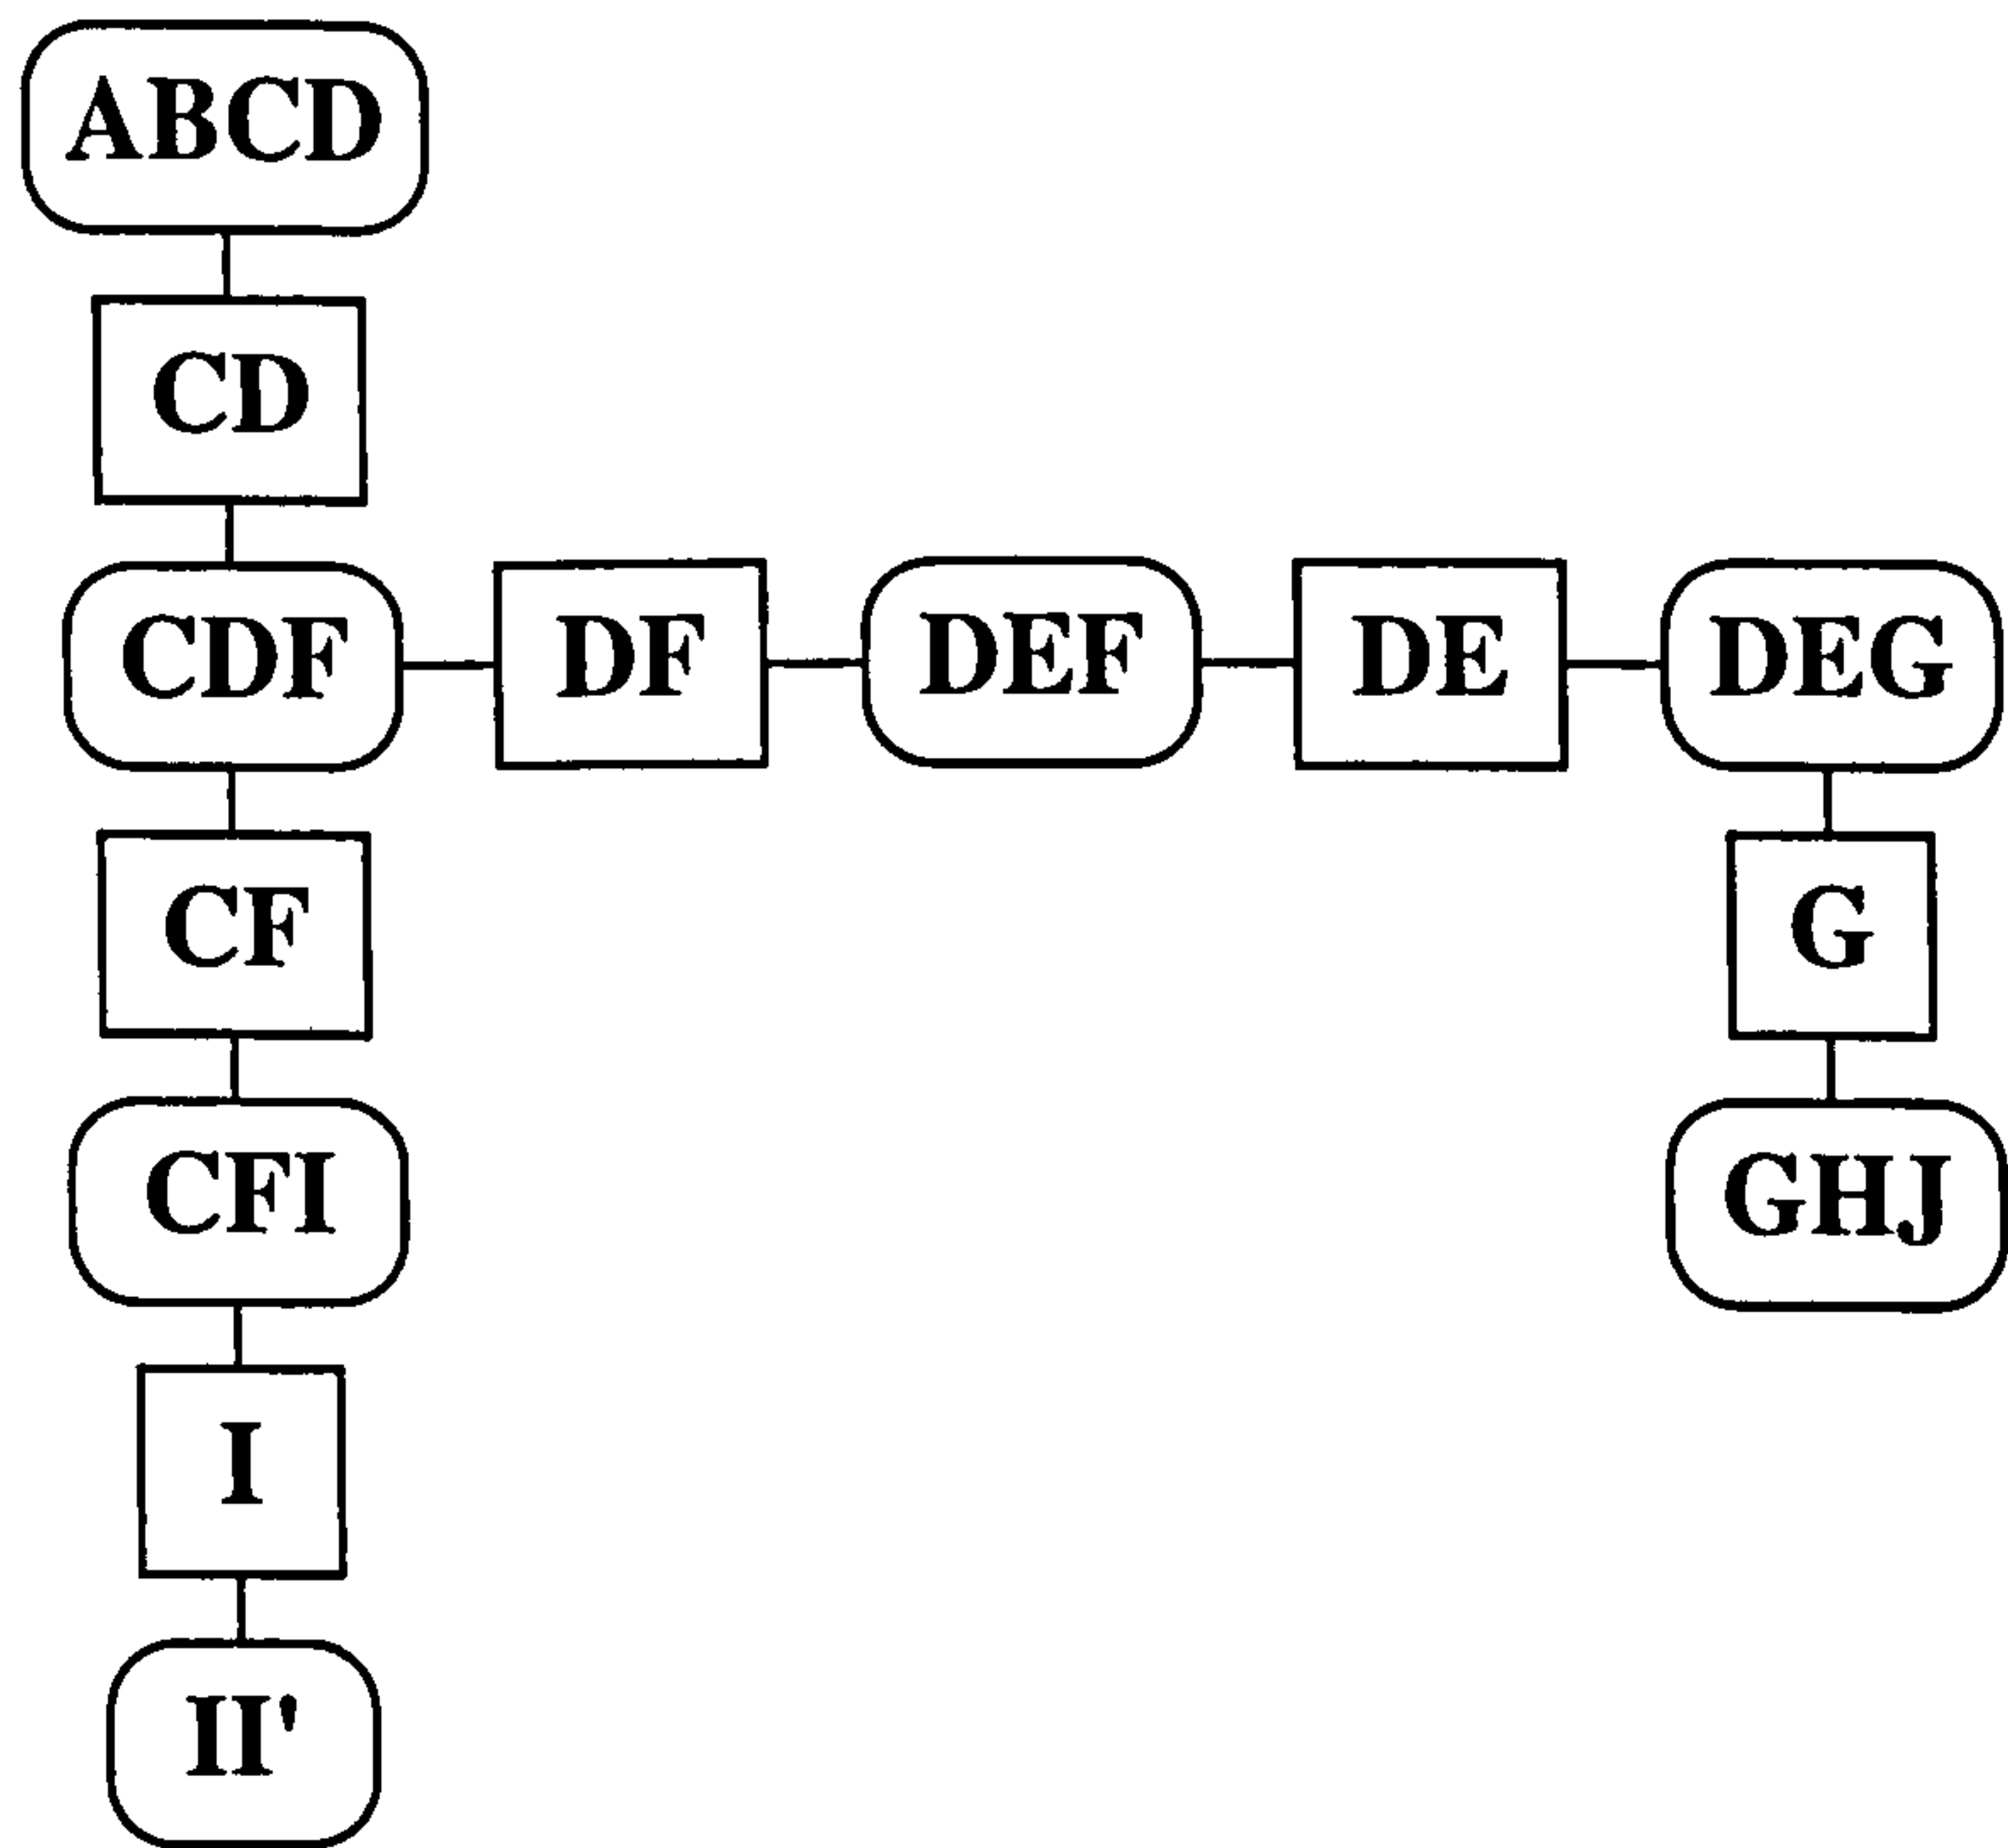 ABCD
CD
CDF DF DEF DE DEG
CF G
CFI GHJ
I
II'